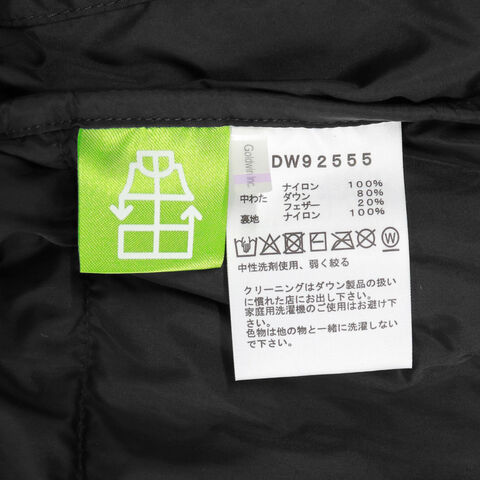 Goldwin Inc.
DW92555
ナイロン 100%
中わた ダウン 80%
フェザー 20%
裏地 ナイロン 100%
W
中性洗剤使用、弱く絞る
クリーニングはダウン製品の扱い
に慣れた店にお出し下さい。
家庭用洗濯機のご使用はお避け下
さい。
色物は他の物と一緒に洗濯しない
で下さい。